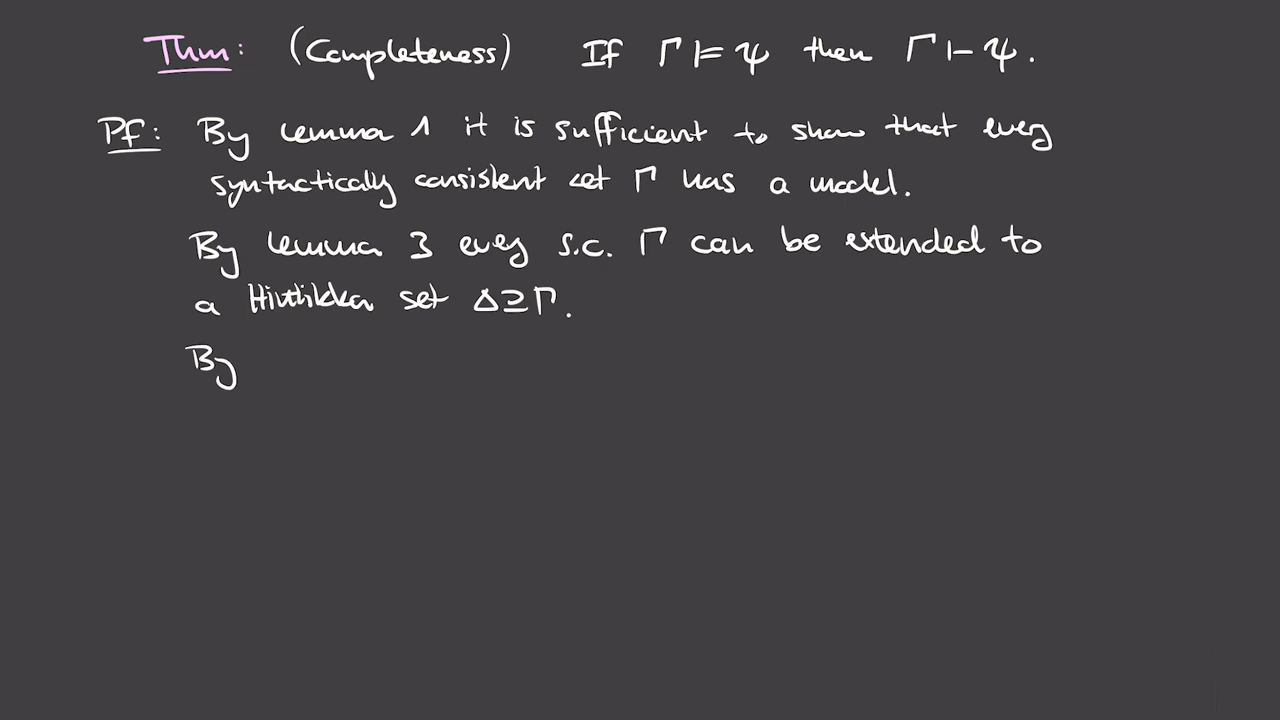 Thm: (Completeness) If Γ ⊨ ψ then Γ ⊢ ψ.
Pf: By Lemma 1 it is sufficient to show that every
syntactically consistent set Γ has a model.
By Lemma 3 every s.c. Γ can be extended to
a Hintikka set Δ ⊇ Γ.
By